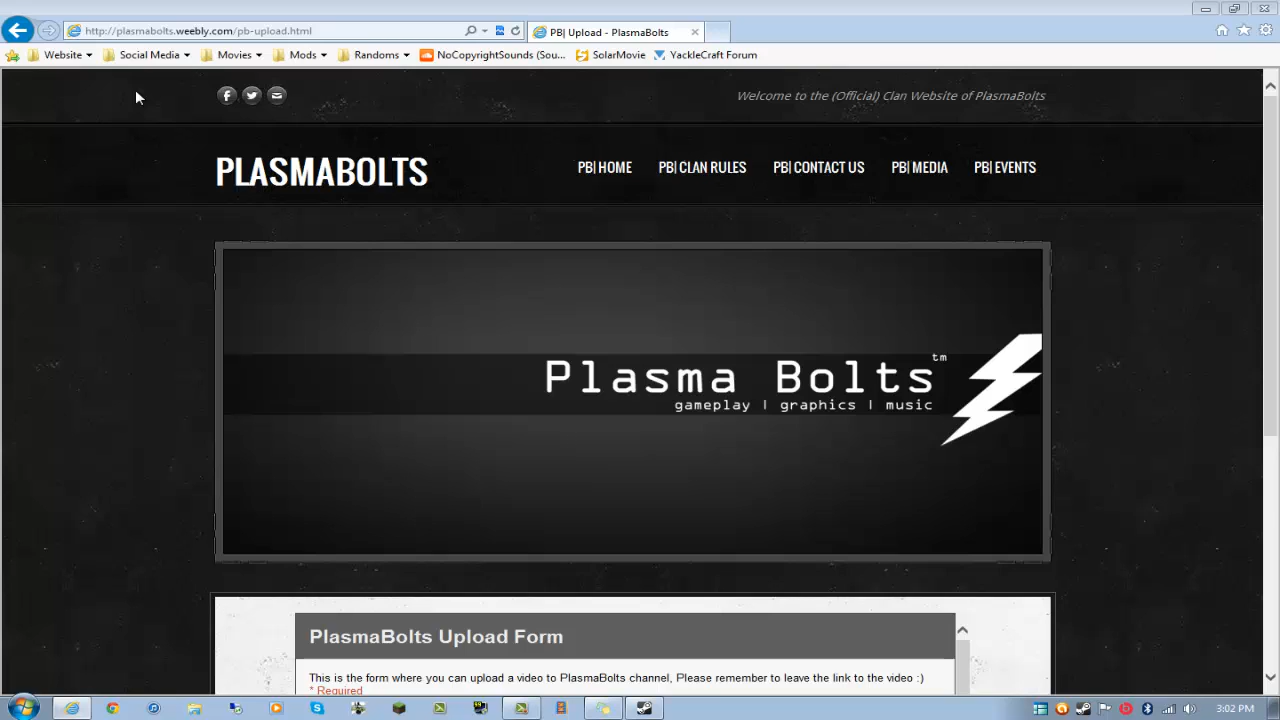 http://plasmabolts.weebly.com/pb-upload.html
PB| Upload - PlasmaBolts
Website Social Media Movies Mods Randoms NoCopyrightSounds (Sou... SolarMovie YackleCraft Forum
Welcome to the (Official) Clan Website of PlasmaBolts
PLASMABOLTS
PB| HOME PB| CLAN RULES PB| CONTACT US PB| MEDIA PB| EVENTS
Plasma Bolts tm
gameplay | graphics | music
PlasmaBolts Upload Form
This is the form where you can upload a video to PlasmaBolts channel, Please remember to leave the link to the video :)
* Required
3:02 PM